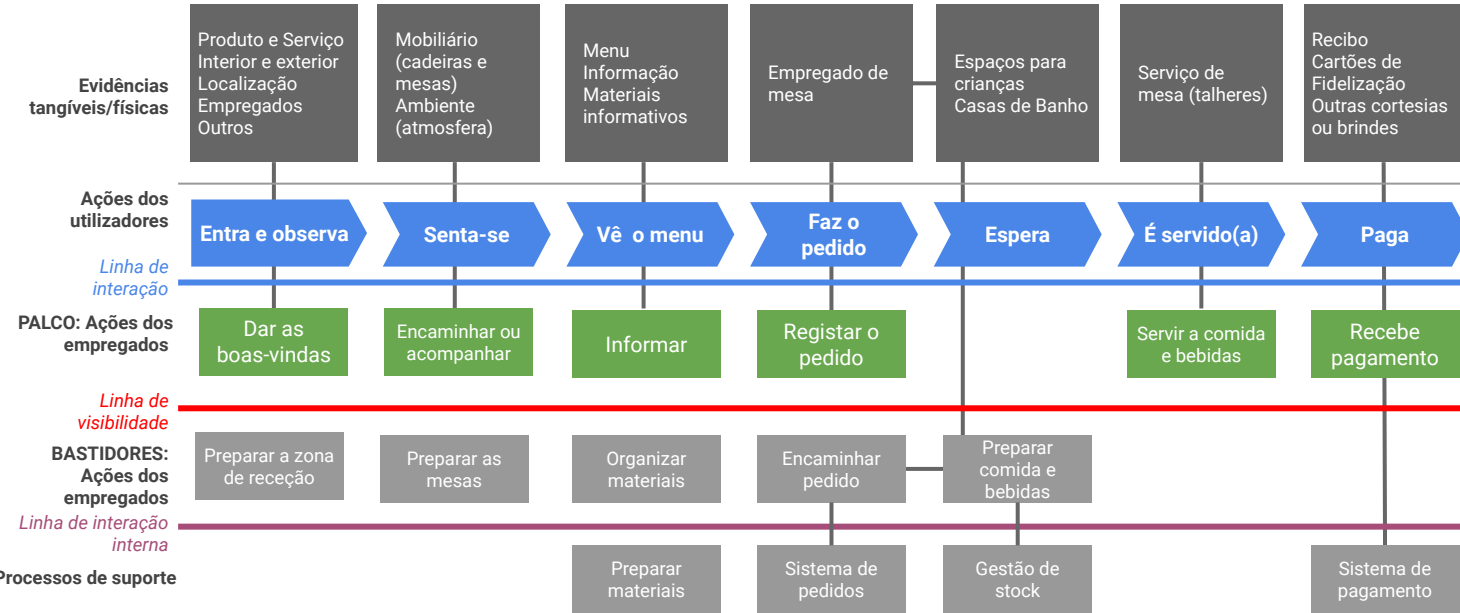 Evidências
tangíveis/físicas
Produto e Serviço
Interior e exterior
Localização
Empregados
Outros
Mobiliário
(cadeiras e
mesas)
Ambiente
(atmosfera)
Menu
Informação
Materiais
informativos
Empregado de
mesa
Espaços para
crianças
Casas de Banho
Serviço de
mesa (talheres)
Recibo
Cartões de
Fidelização
Outras cortesias
ou brindes
Ações dos
utilizadores
Entra e observa
Senta-se
Vê o menu
Faz o
pedido
Espera
É servido(a)
Paga
Linha de
interação
PALCO: Ações dos
empregados
Dar as
boas-vindas
Encaminhar ou
acompanhar
Informar
Registar o
pedido
Servir a comida
e bebidas
Recebe
pagamento
Linha de
visibilidade
BASTIDORES:
Ações dos
empregados
Preparar a zona
de receção
Preparar as
mesas
Organizar
materiais
Encaminhar
pedido
Preparar
comida e
bebidas
Linha de interação
interna
Processos de suporte
Preparar
materiais
Sistema de
pedidos
Gestão de
stock
Sistema de
pagamento